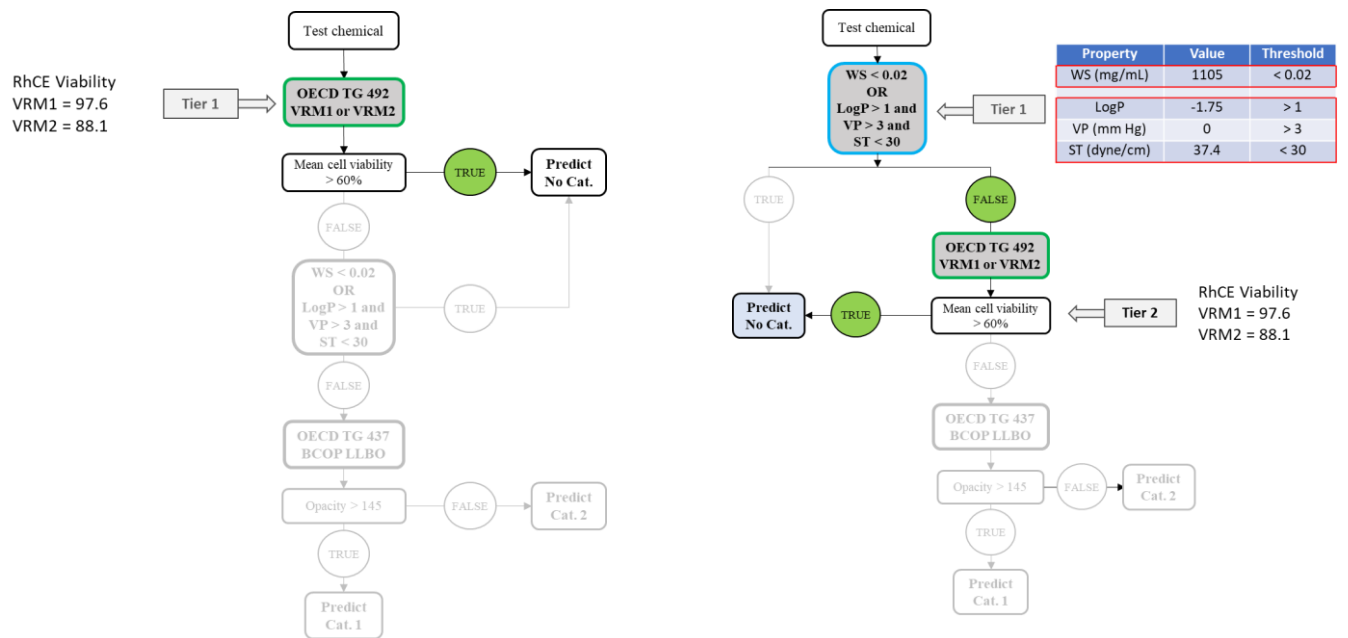 Test chemical
RhCE Viability
VRM1 = 97.6
VRM2 = 88.1
Tier 1
OECD TG 492
VRM1 or VRM2
Mean cell viability
> 60%
TRUE
Predict
No Cat.
FALSE
WS < 0.02
OR
LogP > 1 and
VP > 3 and
ST < 30
TRUE
FALSE
OECD TG 437
BCOP LLBO
Opacity > 145
FALSE
Predict
Cat. 2
TRUE
Predict
Cat. 1
Test chemical
WS < 0.02
OR
LogP > 1 and
VP > 3 and
ST < 30
Tier 1
Property Value Threshold
WS (mg/mL) 1105 < 0.02
LogP -1.75 > 1
VP (mm Hg) 0 > 3
ST (dyne/cm) 37.4 < 30
TRUE
FALSE
OECD TG 492
VRM1 or VRM2
Predict
No Cat.
TRUE
Mean cell viability
> 60%
Tier 2
RhCE Viability
VRM1 = 97.6
VRM2 = 88.1
FALSE
OECD TG 437
BCOP LLBO
Opacity > 145
FALSE
Predict
Cat. 2
TRUE
Predict
Cat. 1